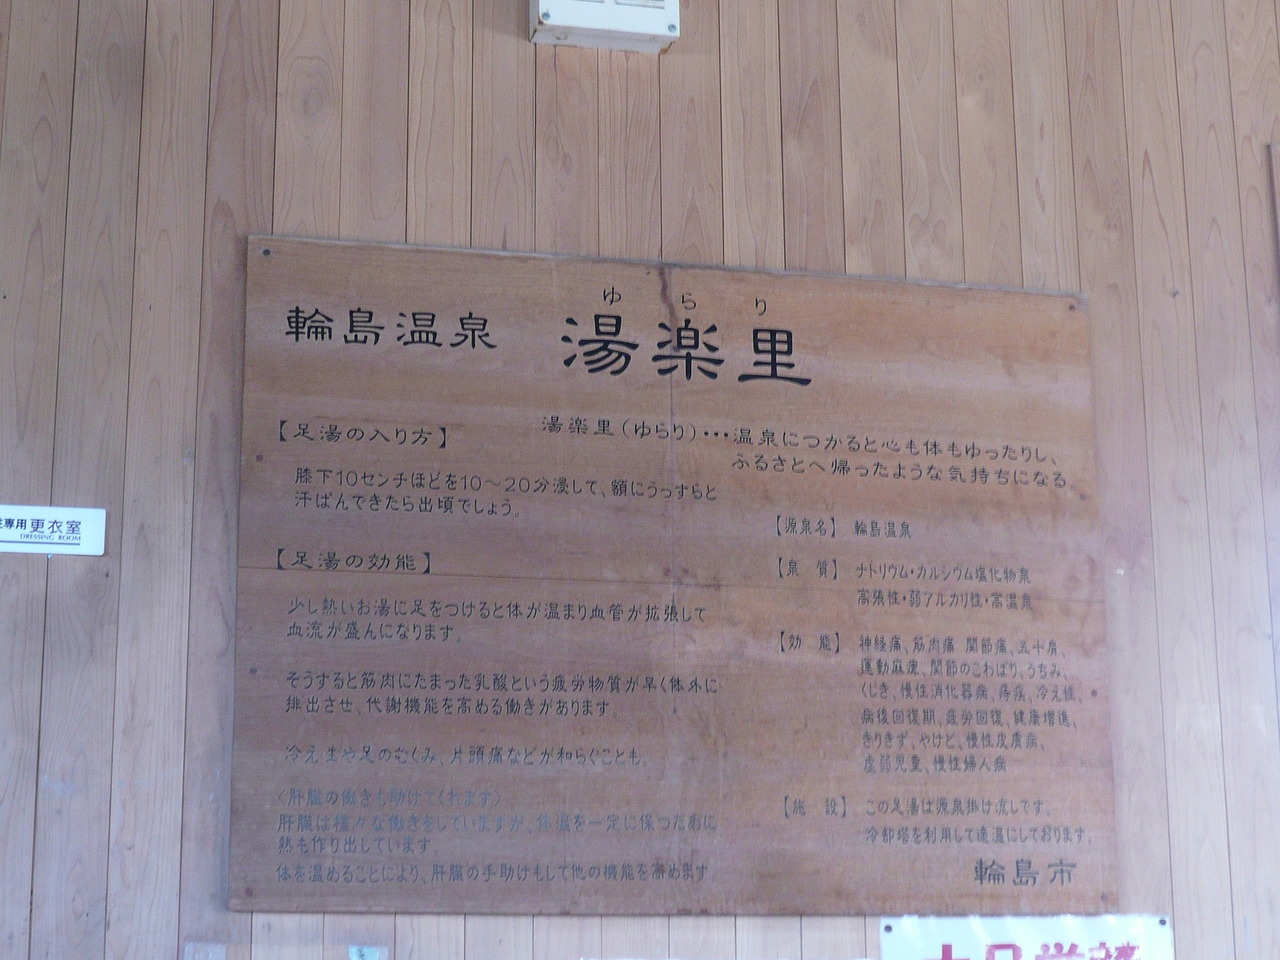 輪島温泉
ゆらり
湯楽里
湯楽里(ゆらり)・・・温泉につかると心も体もゆったりし、
ふるさとへ帰ったような気持ちになる。
【足湯の入り方】
膝下10センチほどを10〜20分浸して、額にうっすらと
汗ばんできたら出頃でしょう。
【足湯の効能】
少し熱いお湯に足をつけると体が温まり血管が拡張して
血流が盛んになります。
そうすると筋肉にたまった乳酸という疲労物質が早く体外に
排出させ、代謝機能を高める働きがあります。
冷え生や足のむくみ、片頭痛などが和らぐことも。
〈肝臓の働きも助けてくれます〉
肝臓は様々な働きをしていますが、体温を一定に保つために
熱も作り出しています。
体を温めることにより、肝臓の手助けもして他の機能を高めます。
【源泉名】 輪島温泉
【泉 質】 ナトリウム・カルシウム塩化物泉
高張性・弱アルカリ性・高温泉
【効 能】 神経痛、筋肉痛 関節痛、五十肩、
運動麻痺、関節のこわばり、うちみ、
くじき、慢性消化器病、痔疾、冷え性、
病後回復期、疲労回復、健康増進、
きりきず、やけど、慢性皮膚病、
虚弱児童、慢性婦人病
【施 設】 この足湯は源泉掛け流しです。
冷却塔を利用して適温にしております。
輪島市
専用更衣室
DRESSING ROOM